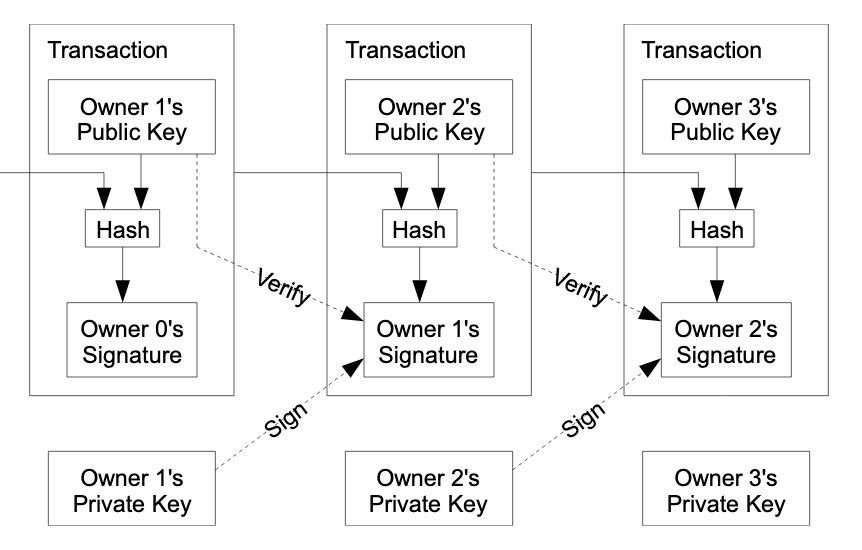 Transaction
Owner 1's
Public Key
Hash
Owner 0's
Signature
Transaction
Owner 2's
Public Key
Hash
Verify
Owner 1's
Signature
Sign
Transaction
Owner 3's
Public Key
Hash
Verify
Owner 2's
Signature
Sign
Owner 1's
Private Key
Owner 2's
Private Key
Owner 3's
Private Key